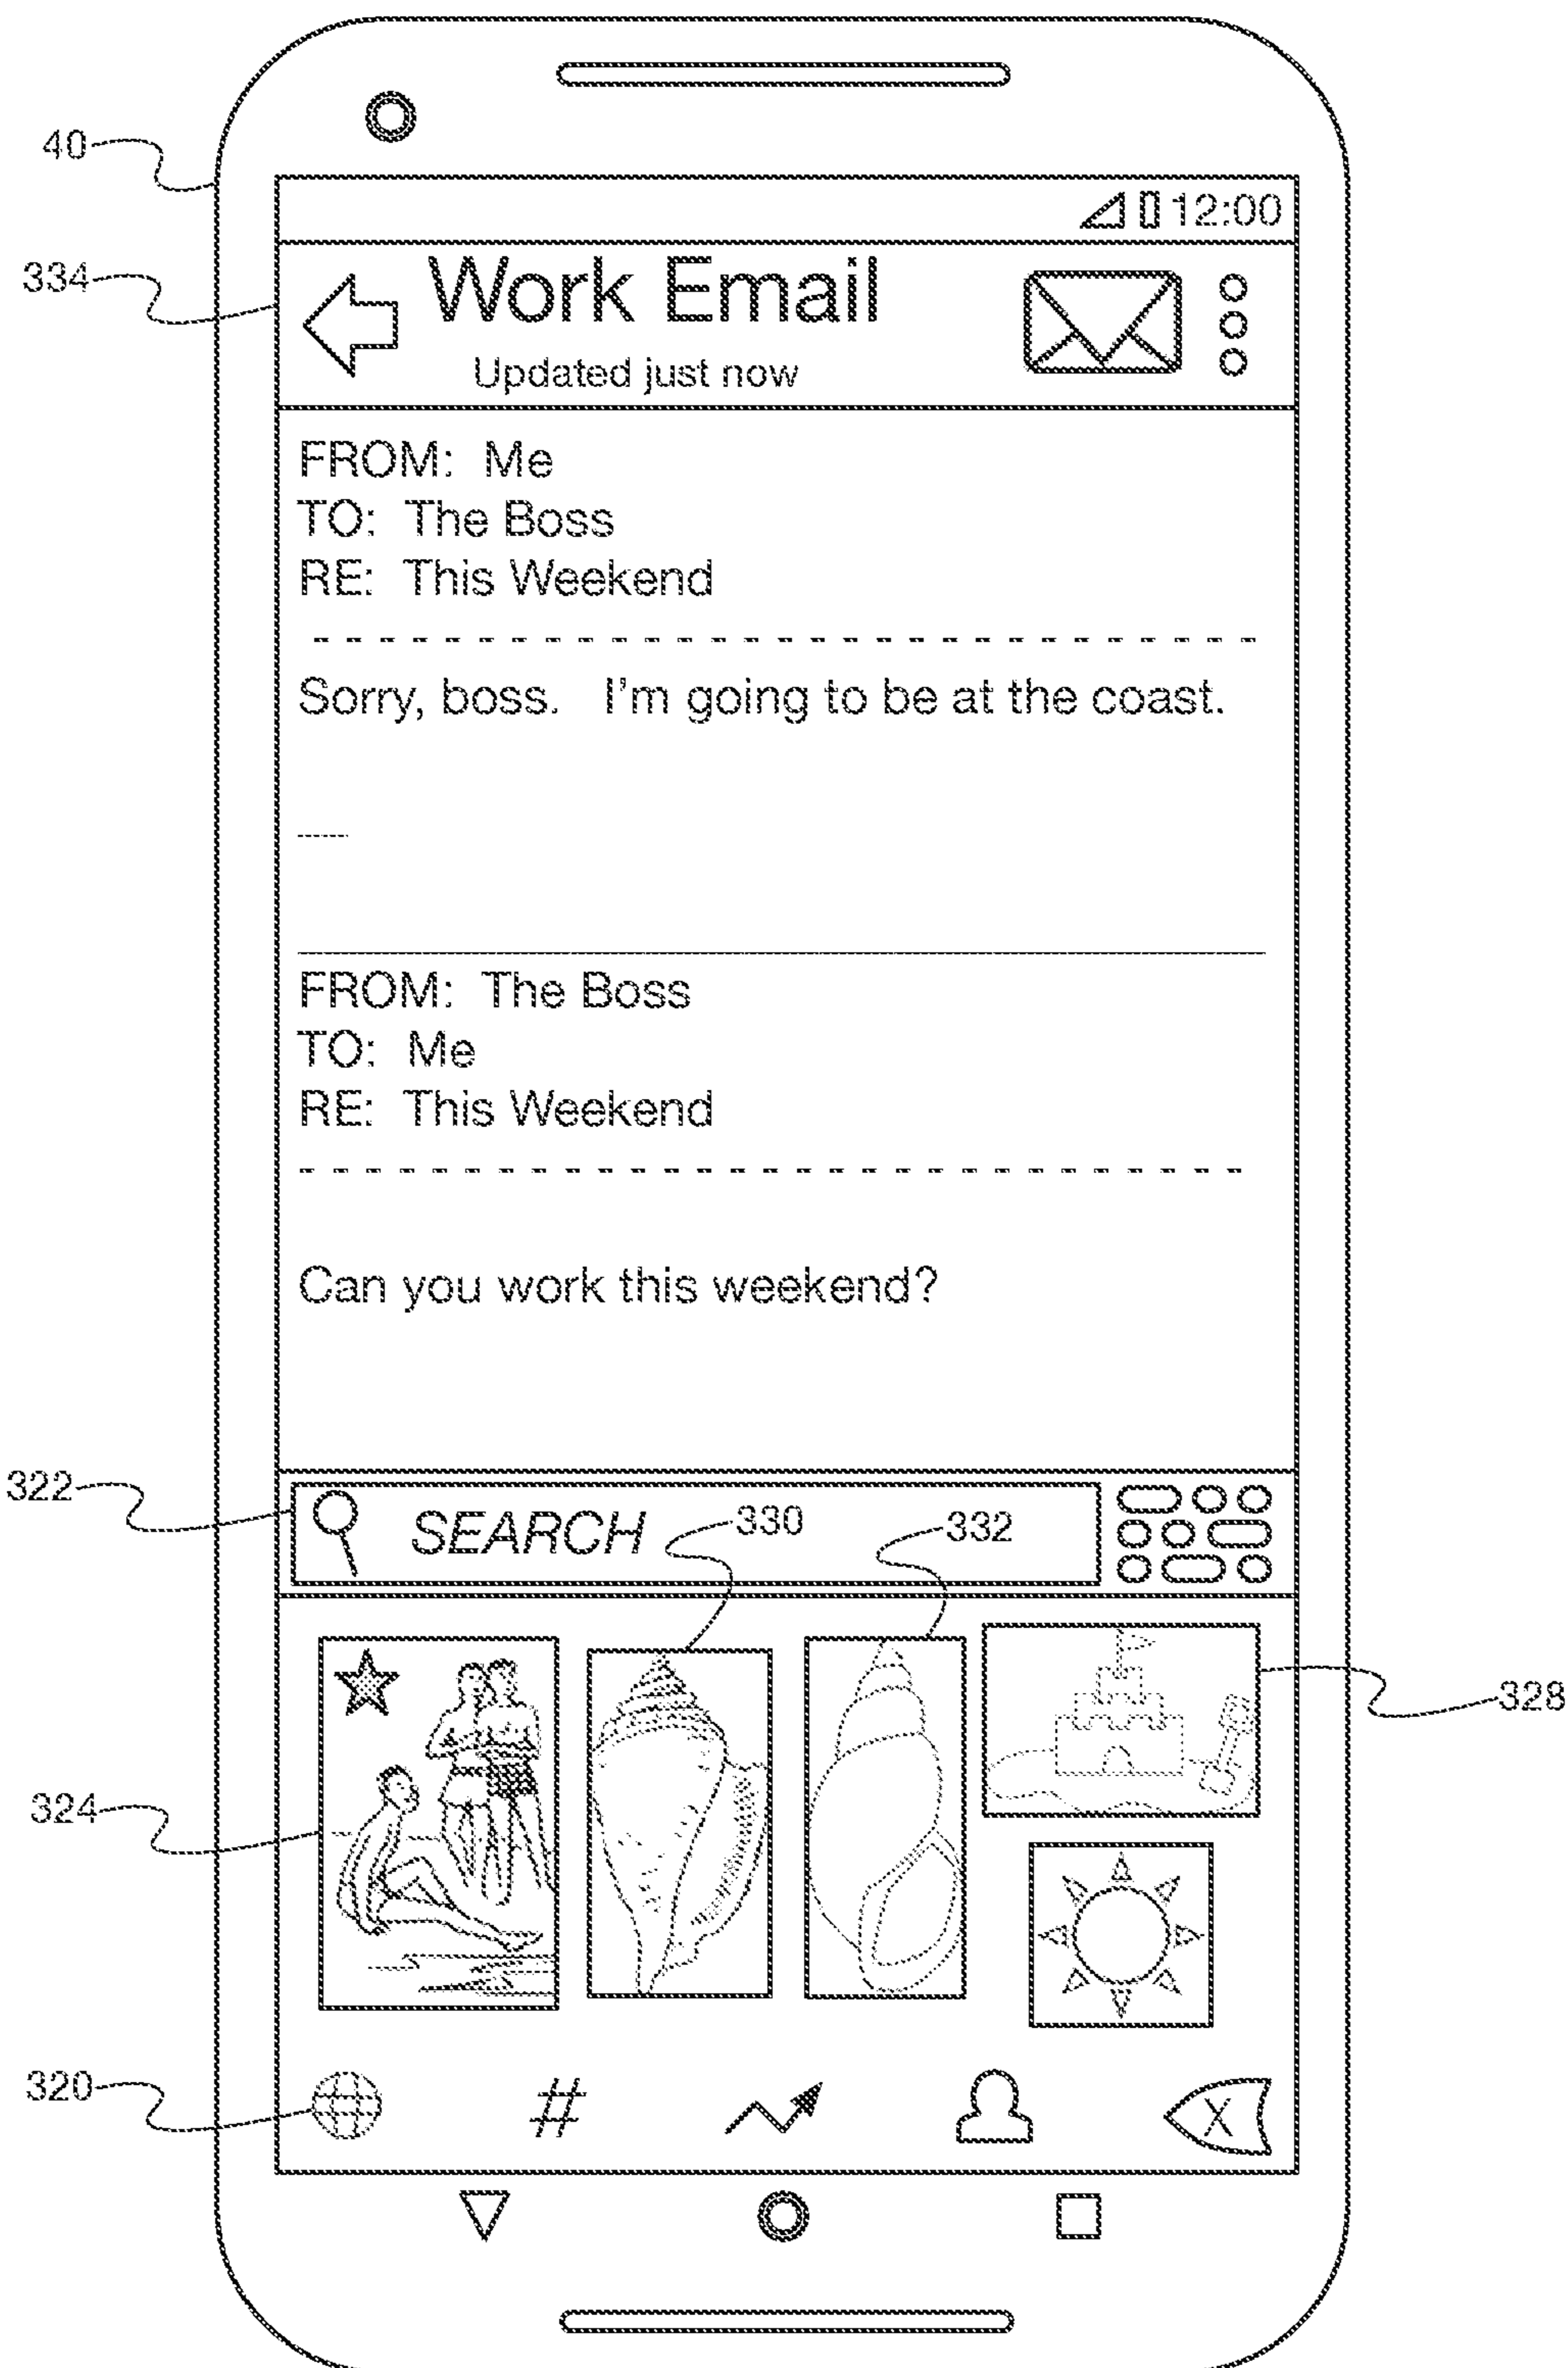 40
12:00
334
Work Email
Updated just now
FROM: Me
TO: The Boss
RE: This Weekend
Sorry, boss. I'm going to be at the coast.
FROM: The Boss
TO: Me
RE: This Weekend
Can you work this weekend?
322
SEARCH
330
332
328
324
320
#
X